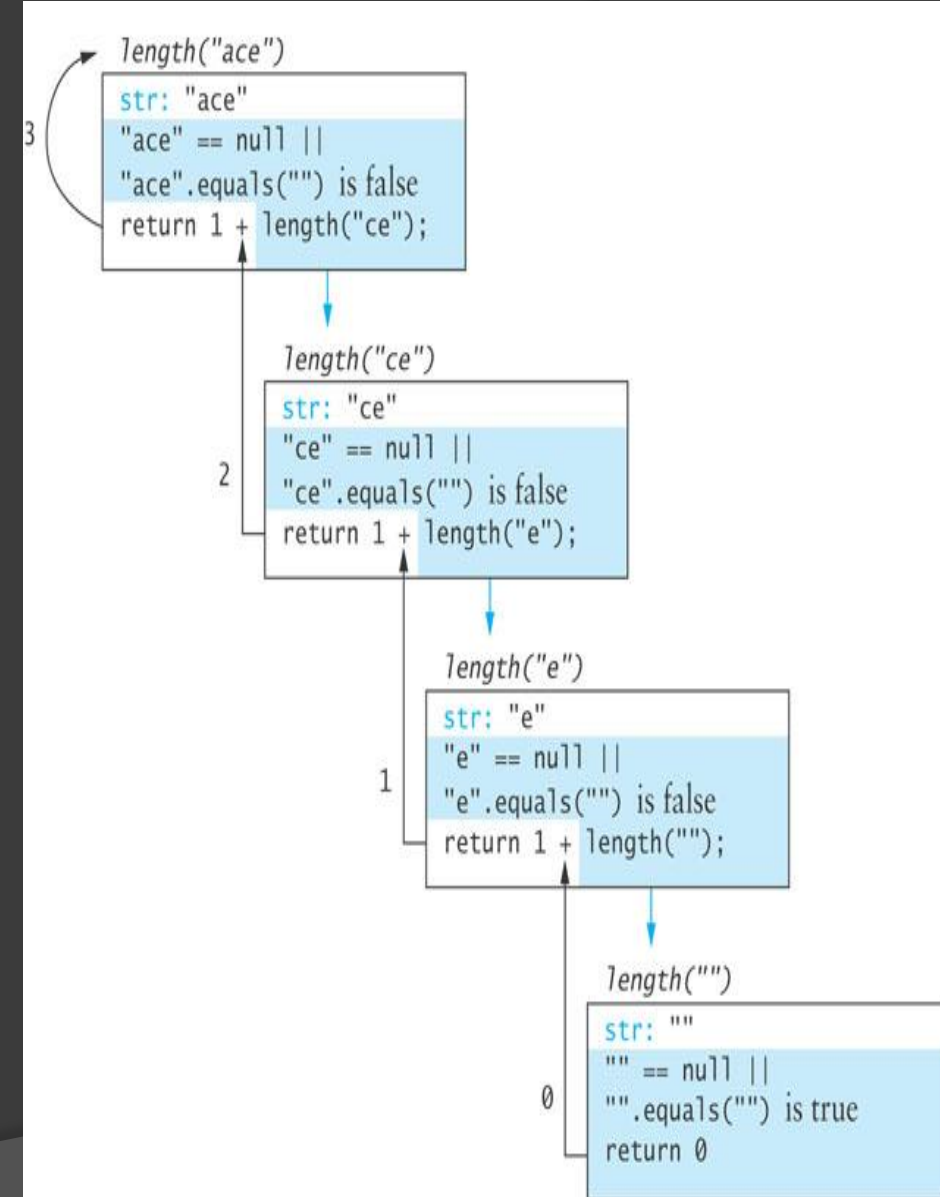 length("ace")
3
str: "ace"
"ace" == null ||
"ace".equals("") is false
return 1 + length("ce");
length("ce")
2
str: "ce"
"ce" == null ||
"ce".equals("") is false
return 1 + length("e");
length("e")
1
str: "e"
"e" == null ||
"e".equals("") is false
return 1 + length("");
length("")
0
str: ""
"" == null ||
"".equals("") is true
return 0